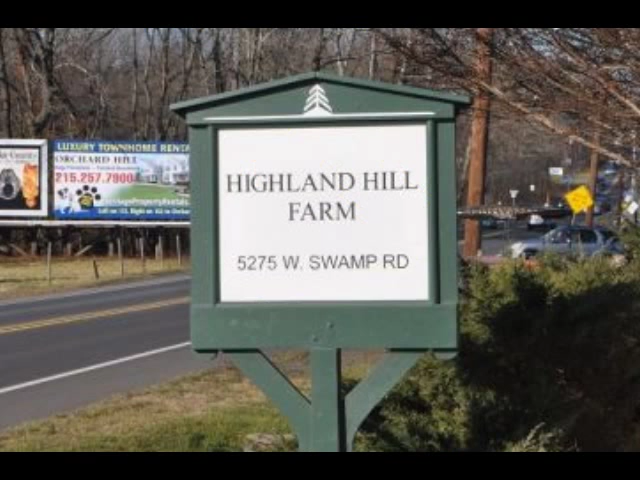 HIGHLAND HILL
FARM
5275 W. SWAMP RD
LUXURY TOWNHOME RENTA
ORCHARD HILL
215.257.7900